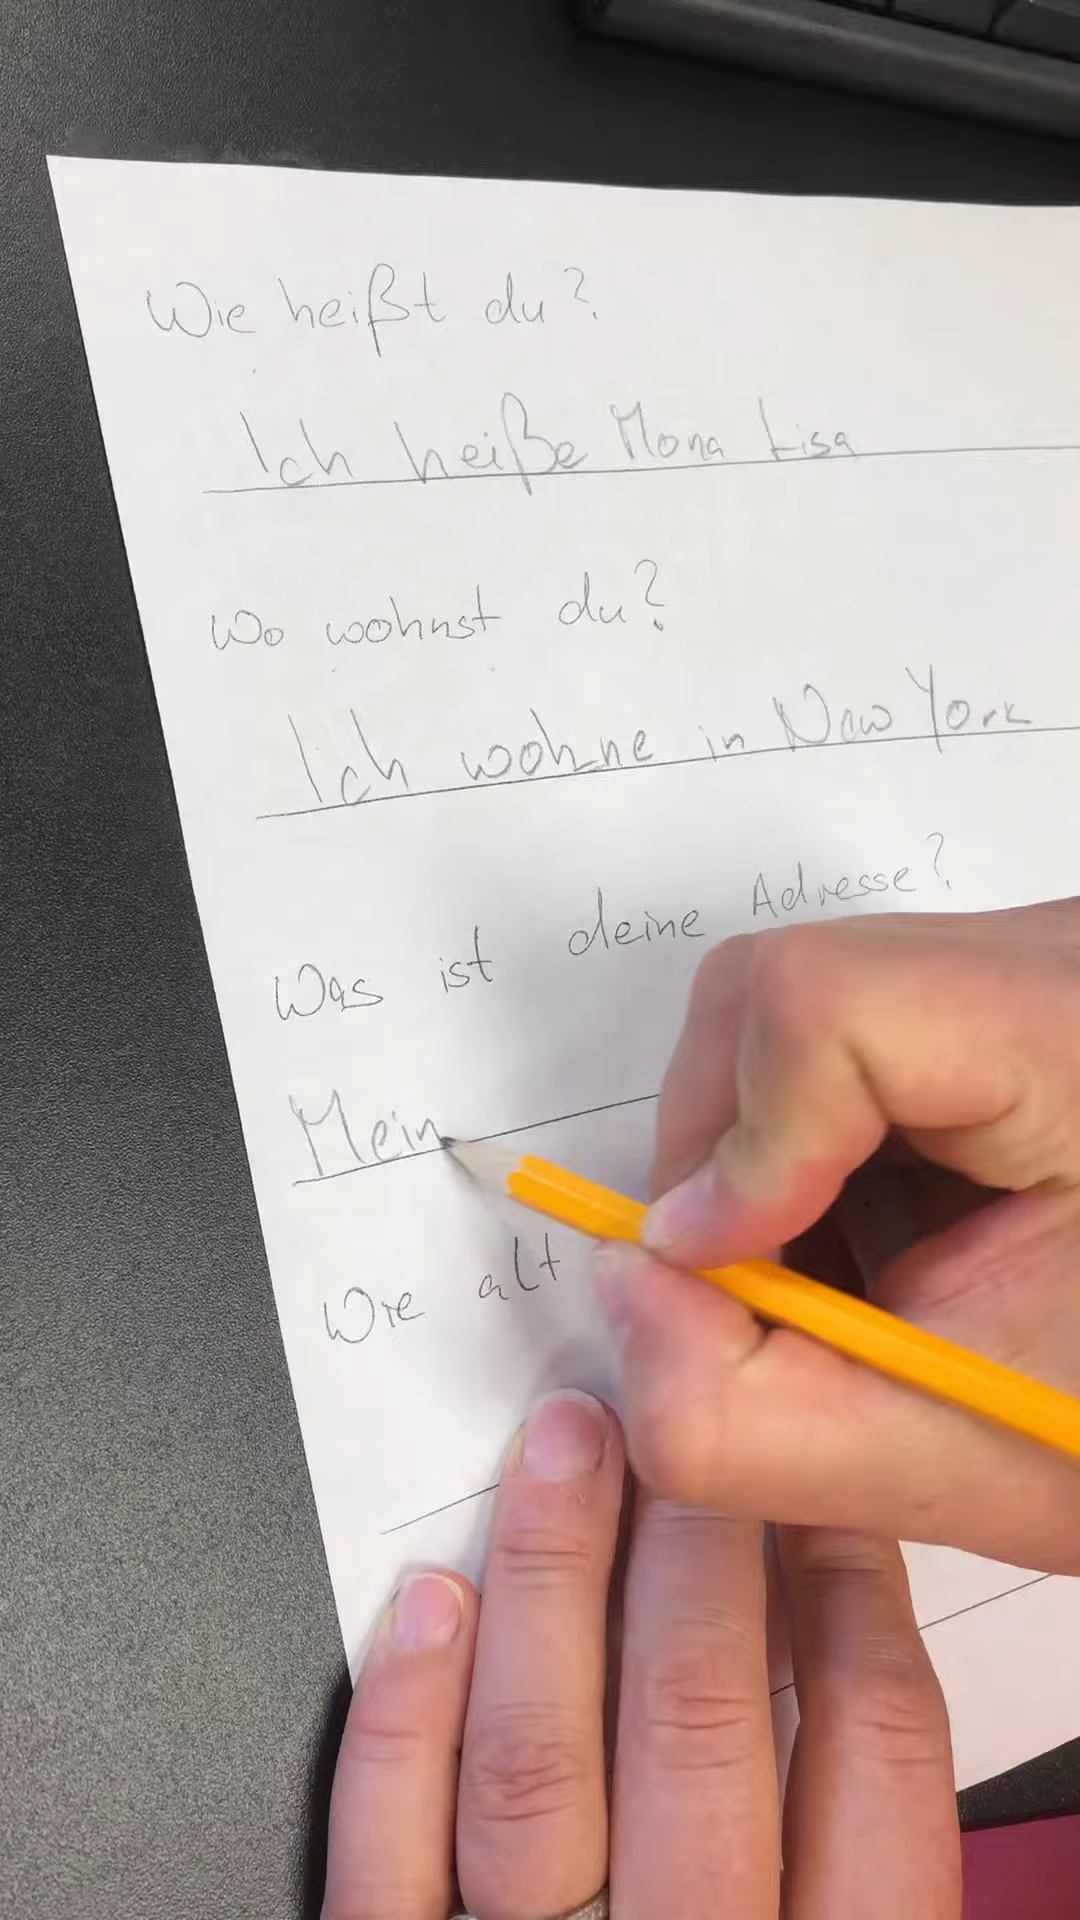 Wie heißt du?
Ich heiße Mona Lisa
Wo wohnst du?
Ich wohne in New York
Was ist deine Adresse?
Mein
Wie alt